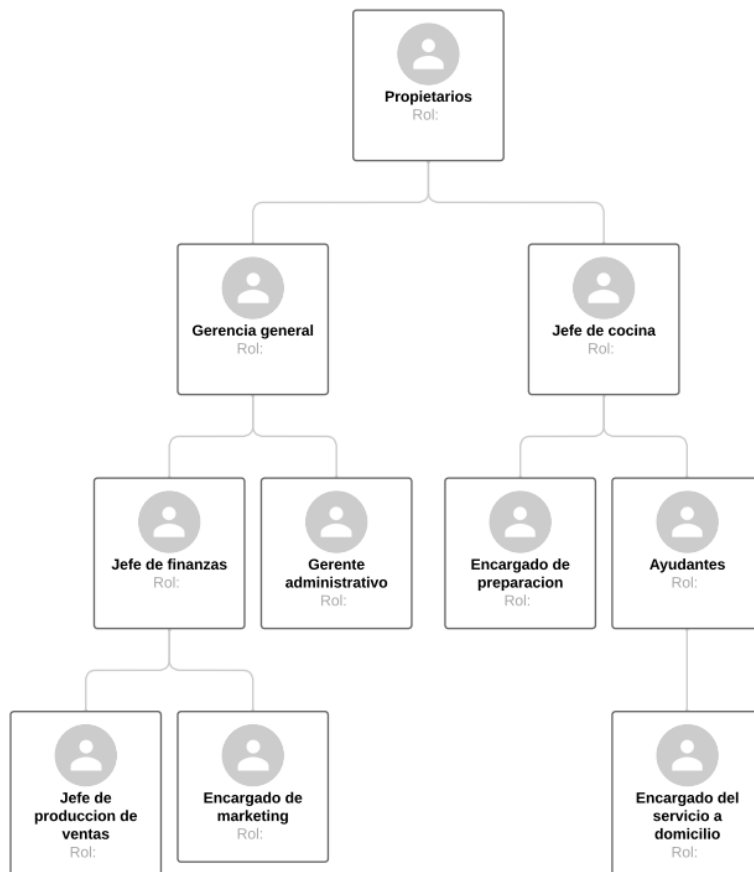 Propietarios
Rol:
Gerencia general
Rol:
Jefe de cocina
Rol:
Jefe de finanzas
Rol:
Gerente
administrativo
Rol:
Encargado de
preparacion
Rol:
Ayudantes
Rol:
Jefe de
produccion de
ventas
Rol:
Encargado de
marketing
Rol:
Encargado del
servicio a
domicilio
Rol: